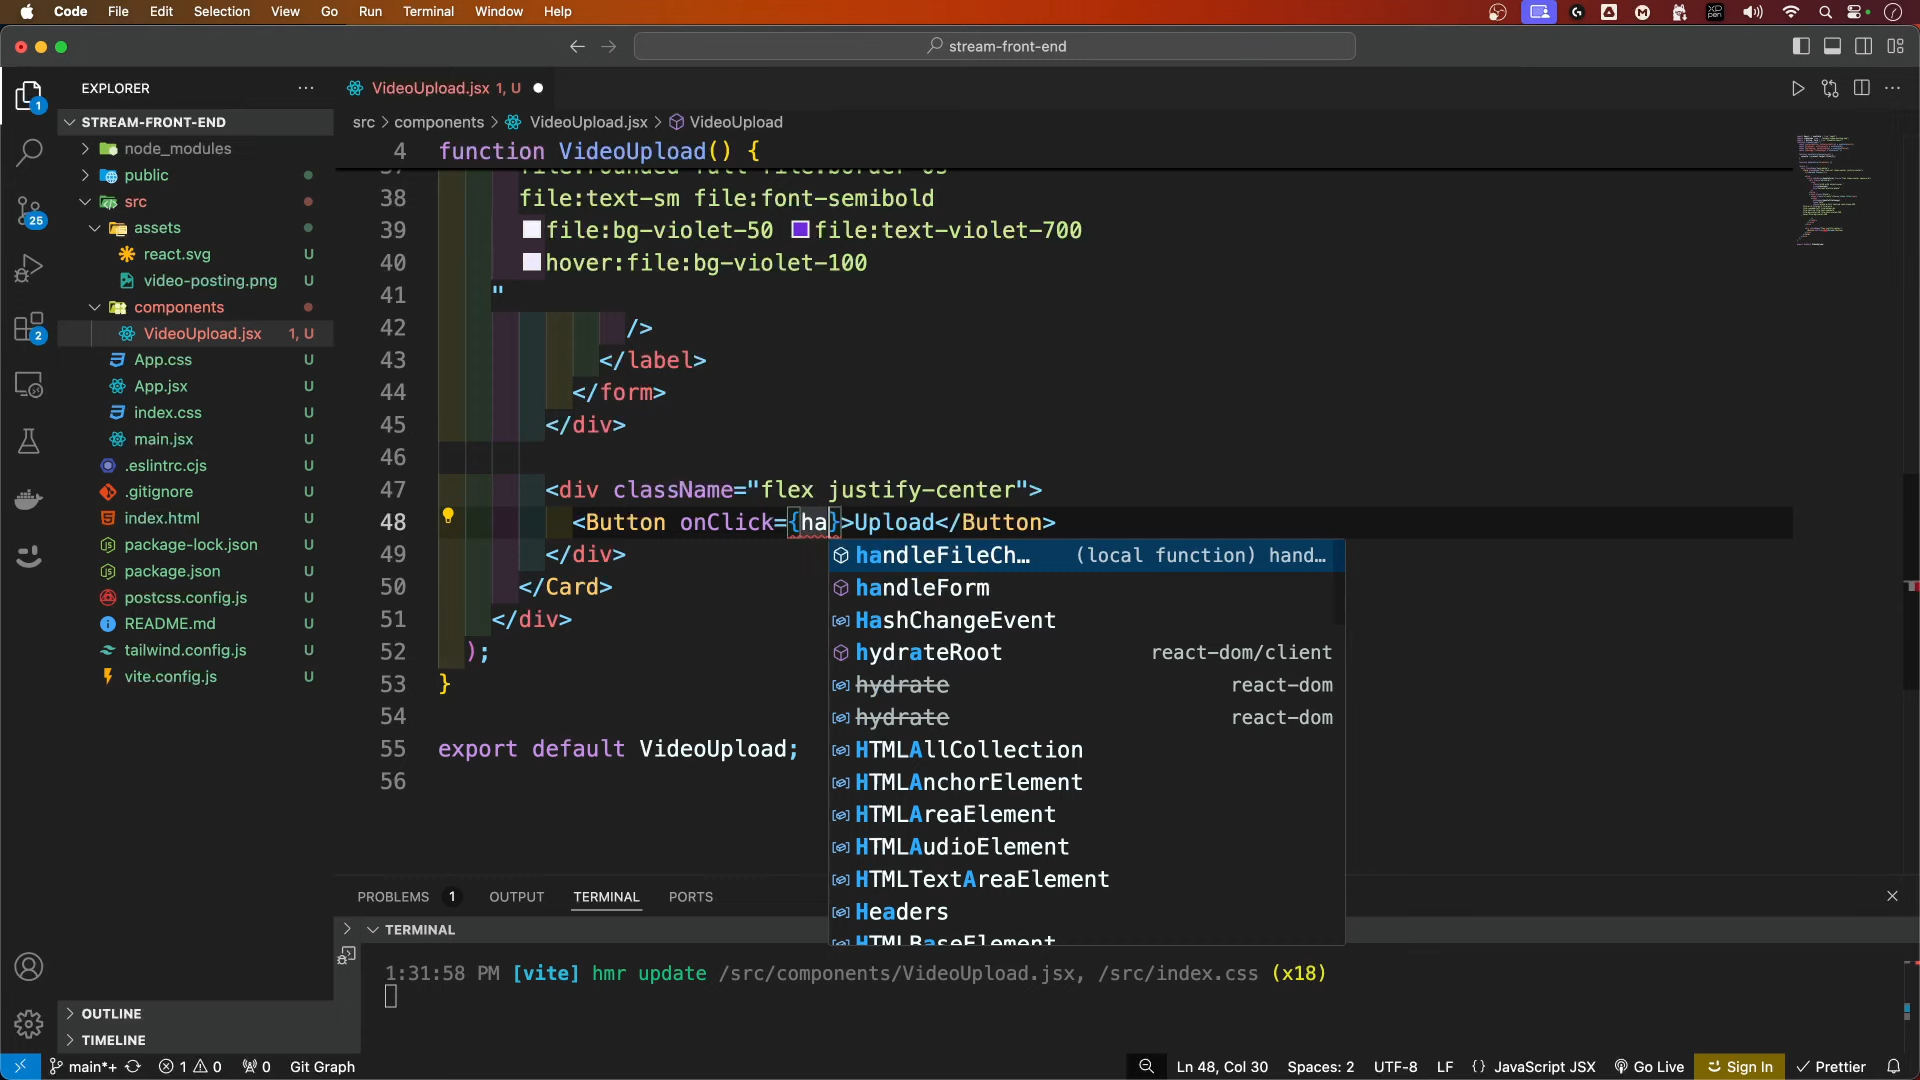 Code File Edit Selection View Go Run Terminal Window Help
stream-front-end
EXPLORER
VideoUpload.jsx 1, U
STREAM-FRONT-END
src > components > VideoUpload.jsx > VideoUpload
node_modules
public
src
assets
react.svg U
video-posting.png U
components
VideoUpload.jsx 1, U
App.css U
App.jsx U
index.css U
main.jsx U
.eslintrc.cjs U
.gitignore U
index.html U
package-lock.json U
package.json U
postcss.config.js U
README.md U
tailwind.config.js U
vite.config.js U
OUTLINE
TIMELINE
1
25
2
4 function VideoUpload() {
38 file:text-sm file:font-semibold
39 file:bg-violet-50 file:text-violet-700
40 hover:file:bg-violet-100
41 "
42 />
43 </label>
44 </form>
45 </div>
46
47 <div className="flex justify-center">
48 <Button onClick={ha}>Upload</Button>
49 </div>
50 </Card>
51 </div>
52 );
53 }
54
55 export default VideoUpload;
56
handleFileCh… (local function) hand…
handleForm
HashChangeEvent
hydrateRoot react-dom/client
hydrate react-dom
hydrate react-dom
HTMLAllCollection
HTMLAnchorElement
HTMLAreaElement
HTMLAudioElement
HTMLTextAreaElement
Headers
HTMLBaseElement
PROBLEMS 1 OUTPUT TERMINAL PORTS
TERMINAL
1:31:58 PM [vite] hmr update /src/components/VideoUpload.jsx, /src/index.css (x18)
main*+ 1 0 0 Git Graph Ln 48, Col 30 Spaces: 2 UTF-8 LF {} JavaScript JSX Go Live Sign In Prettier